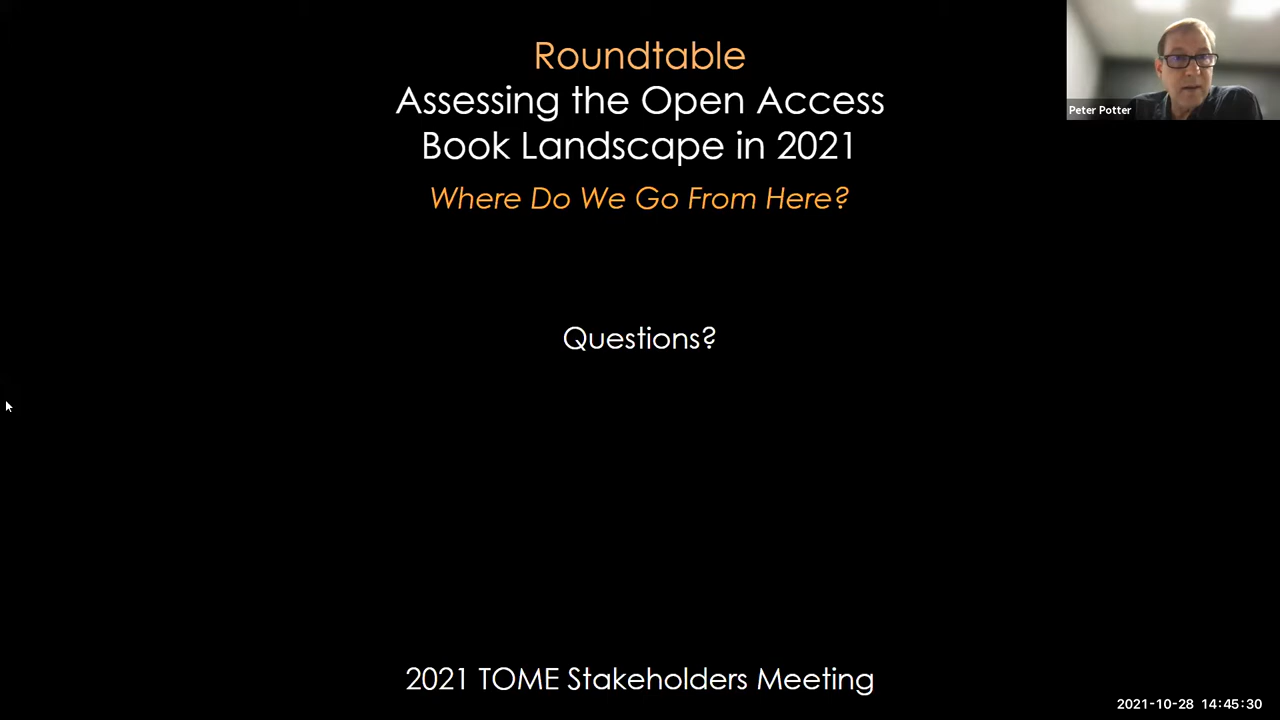 Roundtable
Assessing the Open Access
Book Landscape in 2021
Where Do We Go From Here?
Peter Potter
Questions?
2021 TOME Stakeholders Meeting
2021-10-28 14:45:30